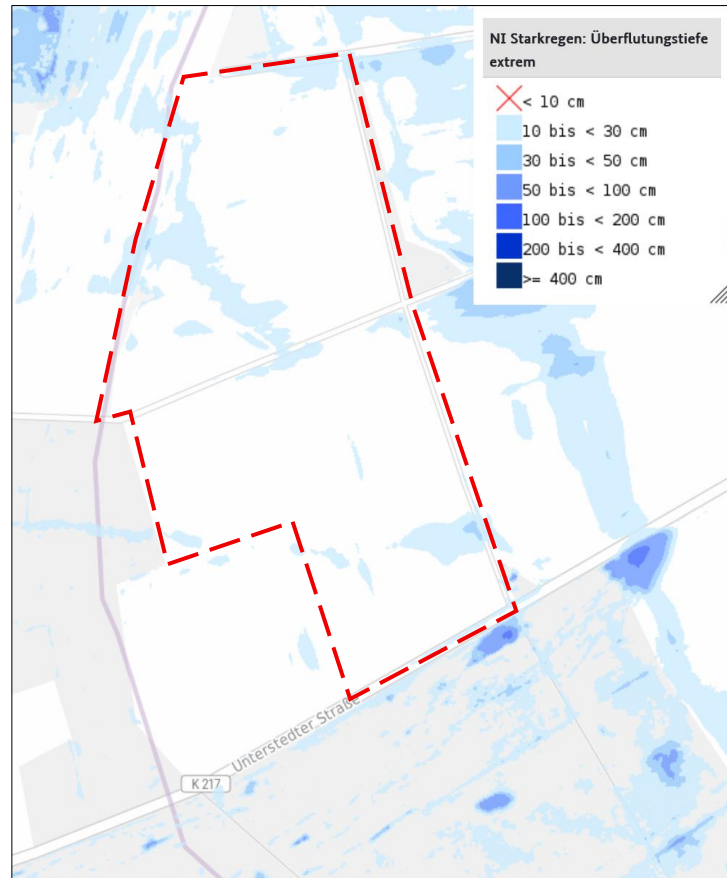 NI Starkregen: Überflutungstiefe
extrem
< 10 cm
10 bis < 30 cm
30 bis < 50 cm
50 bis < 100 cm
100 bis < 200 cm
200 bis < 400 cm
>= 400 cm
Unterstedter Straße
K 217